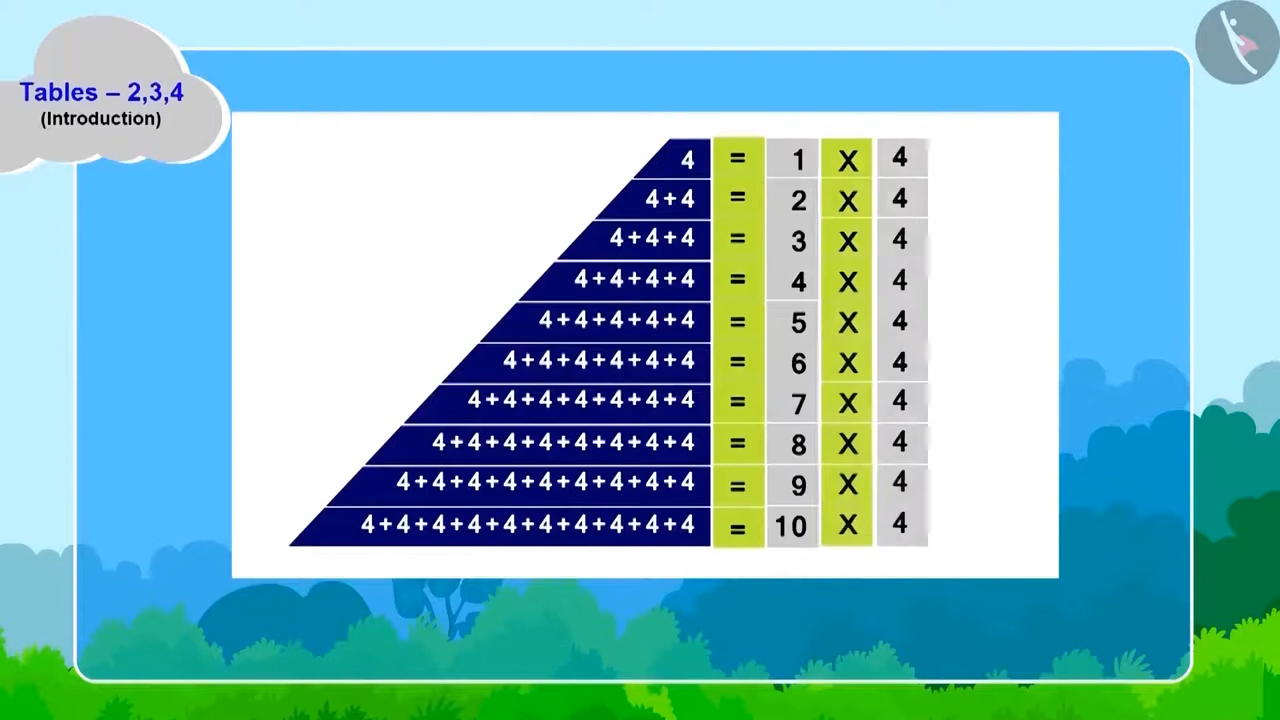 Tables – 2,3,4
(Introduction)
4 = 1 X 4
4+4 = 2 X 4
4+4+4 = 3 X 4
4+4+4+4 = 4 X 4
4+4+4+4+4 = 5 X 4
4+4+4+4+4+4 = 6 X 4
4+4+4+4+4+4+4 = 7 X 4
4+4+4+4+4+4+4+4 = 8 X 4
4+4+4+4+4+4+4+4+4 = 9 X 4
4+4+4+4+4+4+4+4+4+4 = 10 X 4